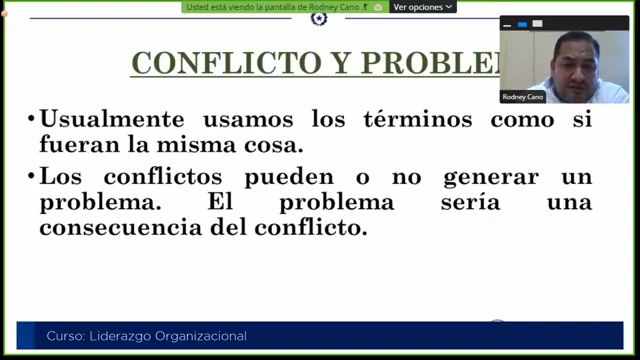 Usted está viendo la pantalla de Rodney Cano
Ver opciones
Rodney Cano
CONFLICTO Y PROBLE
•Usualmente usamos los términos como si
fueran la misma cosa.
•Los conflictos pueden o no generar un
problema. El problema sería una
consecuencia del conflicto.
Curso: Liderazgo Organizacional